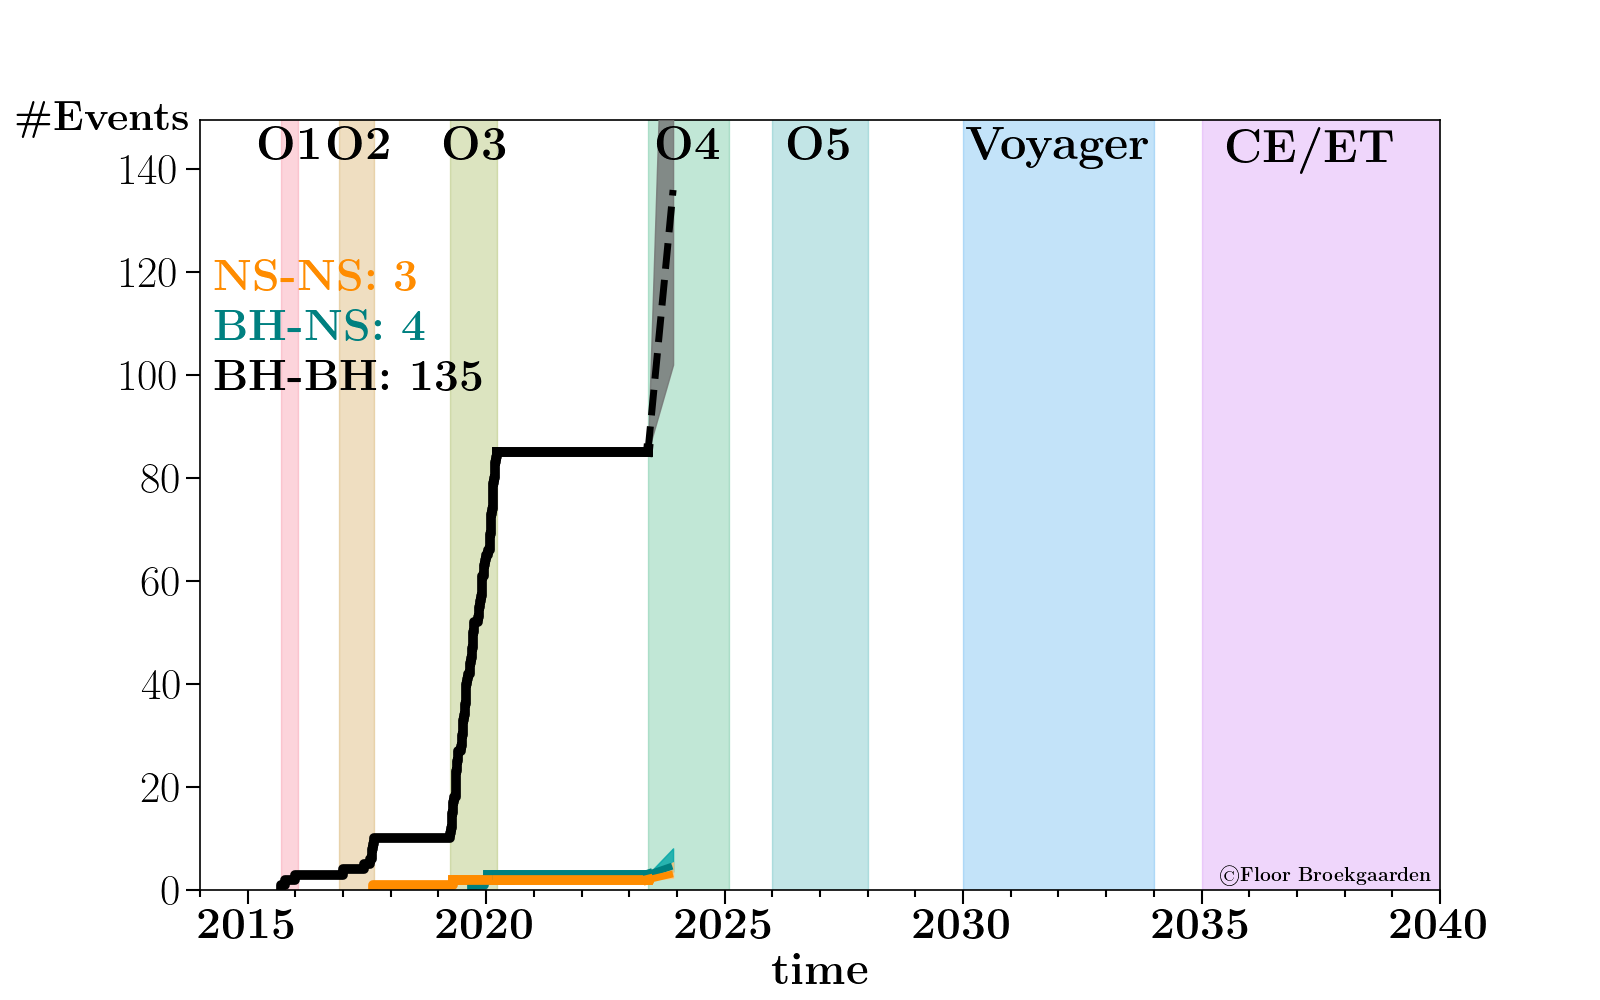 #Events
O1 O2 O3 O4 O5 Voyager CE/ET
140
120
100
80
60
40
20
0
NS-NS: 3
BH-NS: 4
BH-BH: 135
©Floor Broekgaarden
2015 2020 2025 2030 2035 2040
time